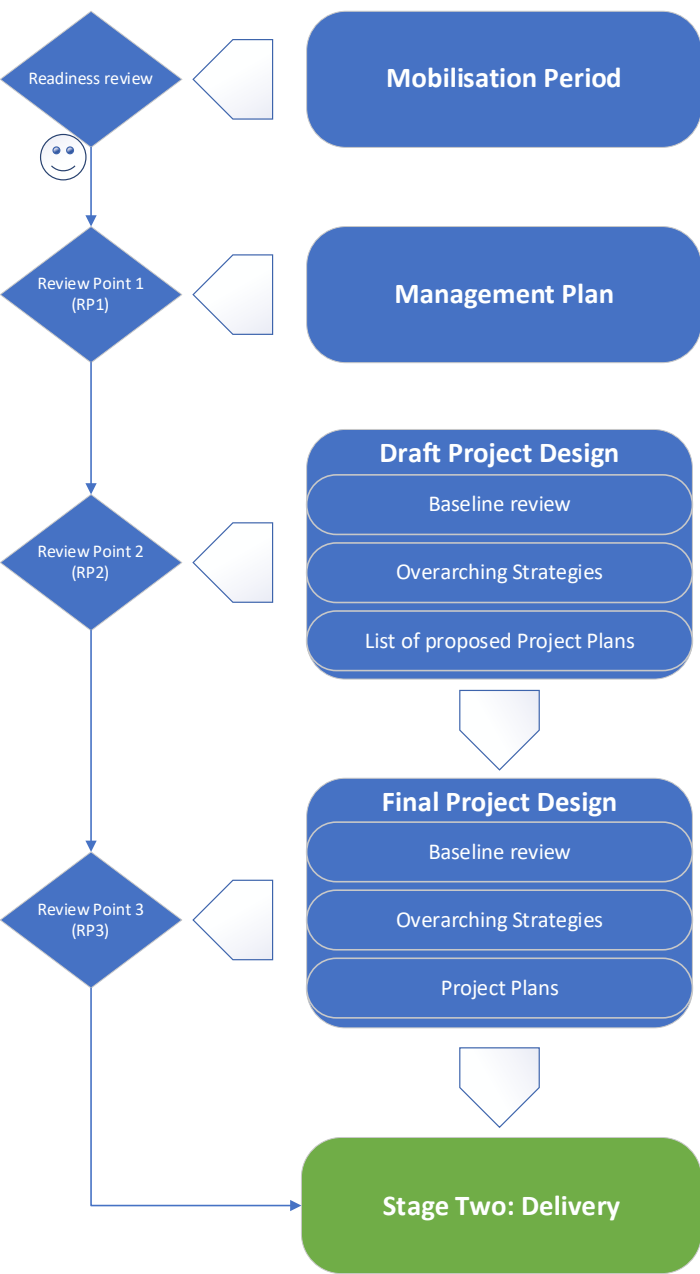 Readiness review
Mobilisation Period
Review Point 1
(RP1)
Management Plan
Draft Project Design
Baseline review
Review Point 2
(RP2)
Overarching Strategies
List of proposed Project Plans
Final Project Design
Baseline review
Review Point 3
(RP3)
Overarching Strategies
Project Plans
Stage Two: Delivery